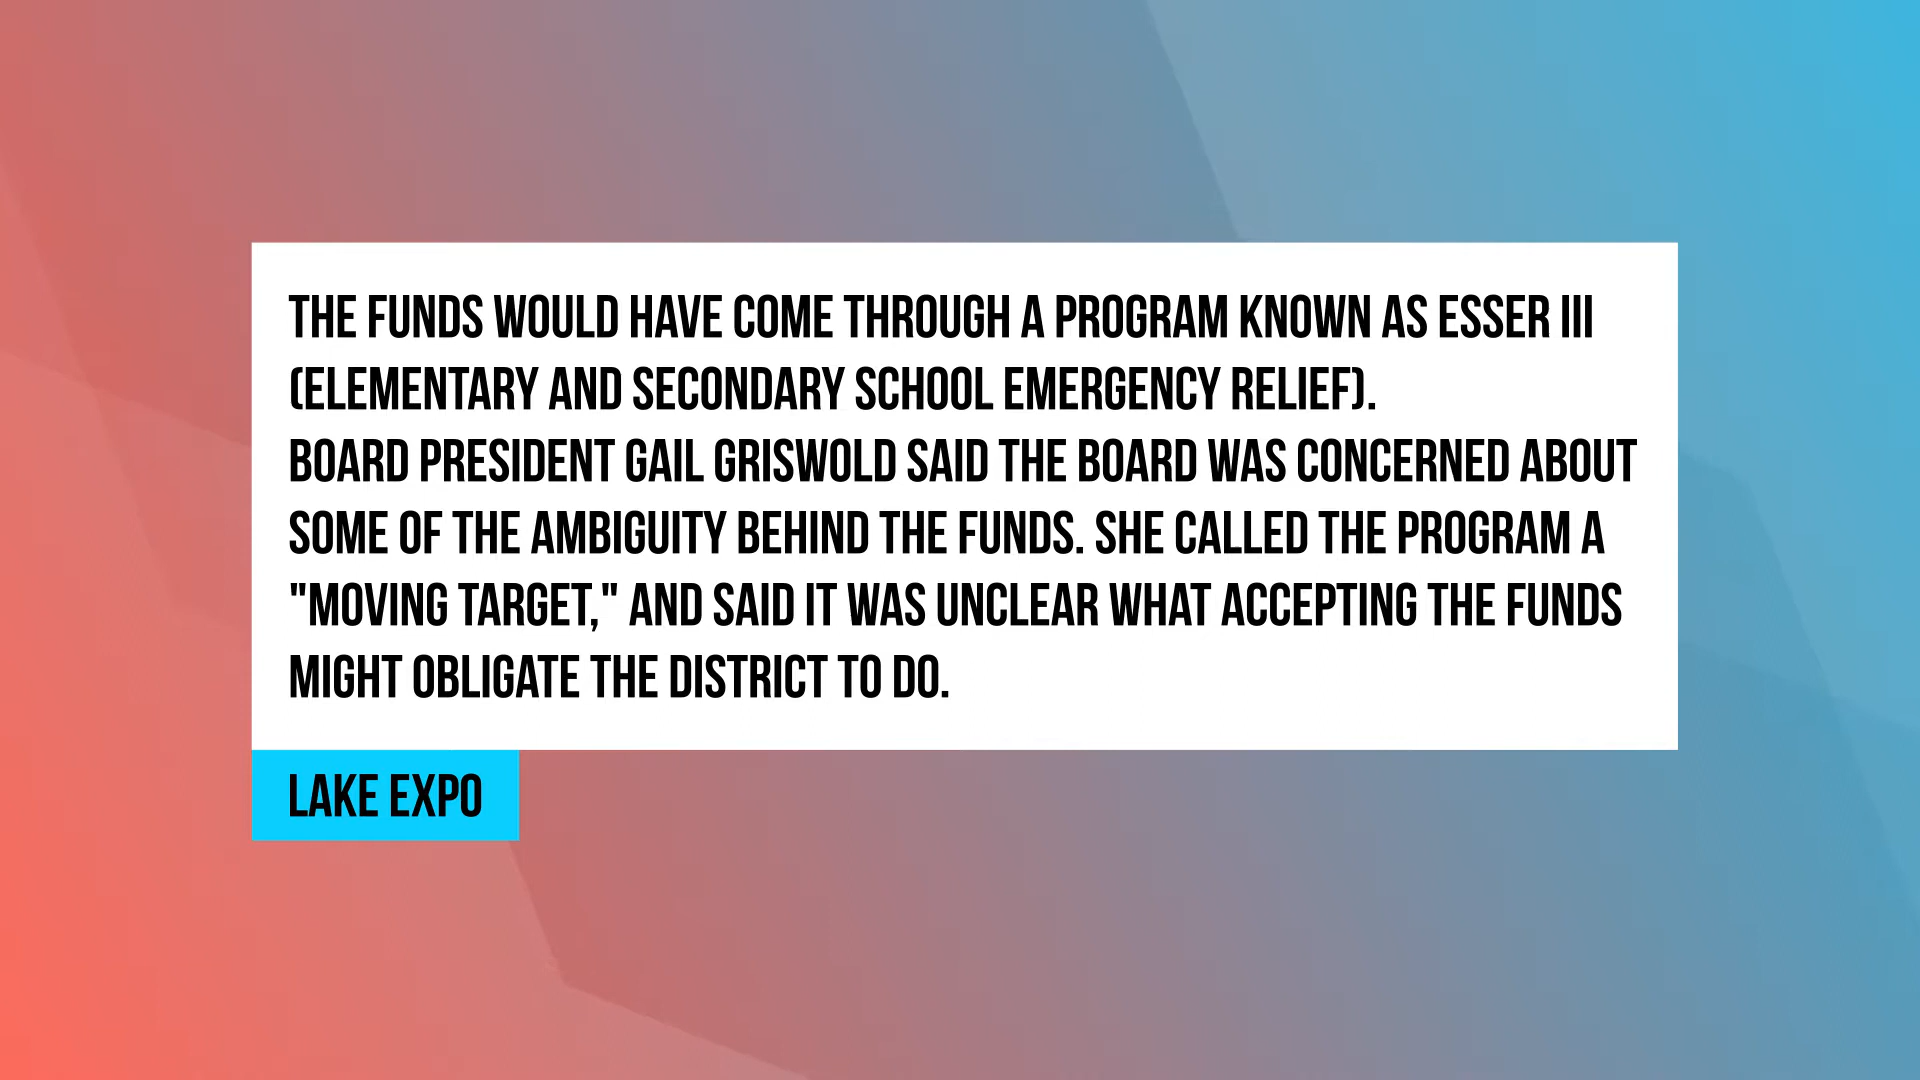 THE FUNDS WOULD HAVE COME THROUGH A PROGRAM KNOWN AS ESSER III
(ELEMENTARY AND SECONDARY SCHOOL EMERGENCY RELIEF).
BOARD PRESIDENT GAIL GRISWOLD SAID THE BOARD WAS CONCERNED ABOUT
SOME OF THE AMBIGUITY BEHIND THE FUNDS. SHE CALLED THE PROGRAM A
"MOVING TARGET," AND SAID IT WAS UNCLEAR WHAT ACCEPTING THE FUNDS
MIGHT OBLIGATE THE DISTRICT TO DO.
LAKE EXPO